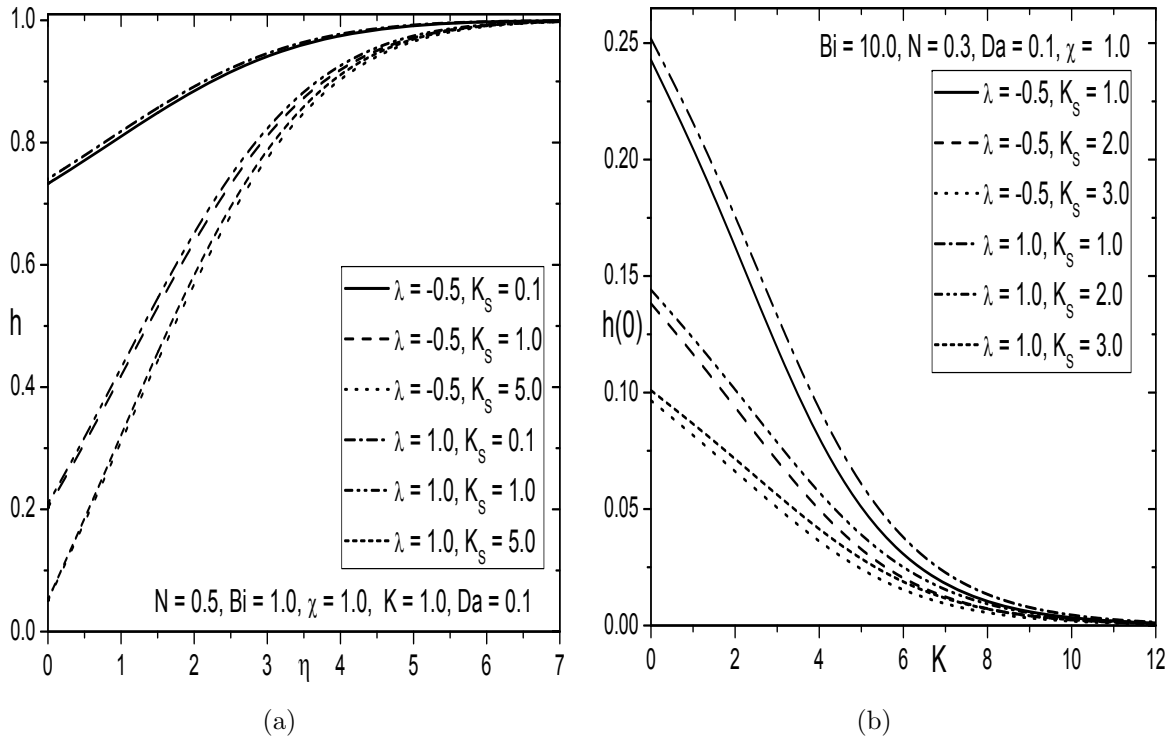 1.0
0.8
0.6
h
0.4
0.2
0.0
λ = -0.5, K_s = 0.1
λ = -0.5, K_s = 1.0
λ = -0.5, K_s = 5.0
λ = 1.0, K_s = 0.1
λ = 1.0, K_s = 1.0
λ = 1.0, K_s = 5.0
N = 0.5, Bi = 1.0, χ = 1.0, K = 1.0, Da = 0.1
0 1 2 3 4 5 6 7
η
(a)
0.25
0.20
0.15
h(0)
0.10
0.05
0.00
Bi = 10.0, N = 0.3, Da = 0.1, χ = 1.0
λ = -0.5, K_s = 1.0
λ = -0.5, K_s = 2.0
λ = -0.5, K_s = 3.0
λ = 1.0, K_s = 1.0
λ = 1.0, K_s = 2.0
λ = 1.0, K_s = 3.0
0 2 4 6 8 10 12
K
(b)